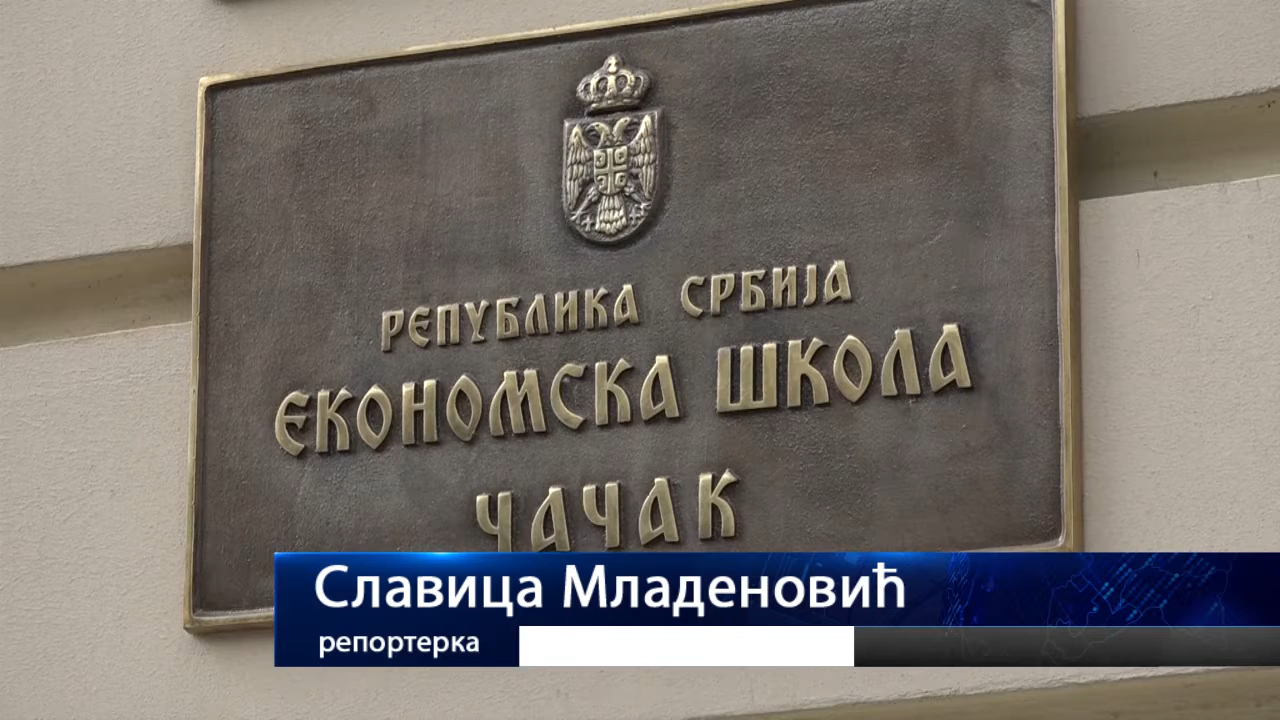 РЕПУБЛИКА СРБИЈА
ЕКОНОМСКА ШКОЛА
ЧАЧАК
Славица Младеновић
репортерка